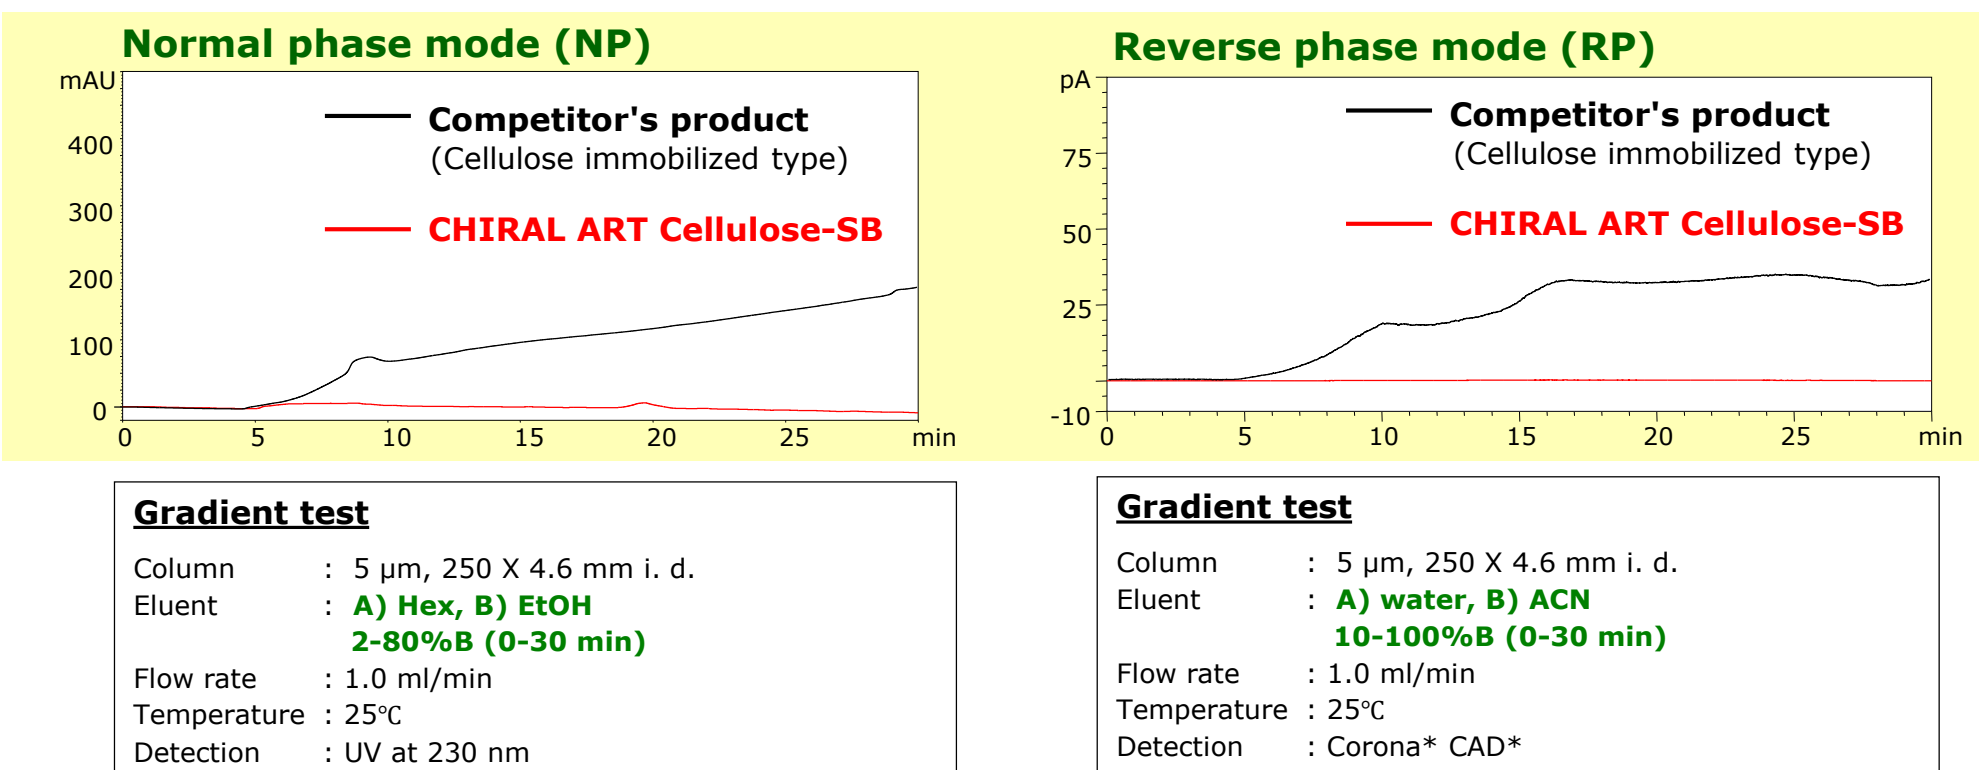 Normal phase mode (NP)
mAU
400
300
200
100
0
0 5 10 15 20 25 min
Competitor's product
(Cellulose immobilized type)
CHIRAL ART Cellulose-SB
Reverse phase mode (RP)
pA
75
50
25
-10
0 5 10 15 20 25 min
Competitor's product
(Cellulose immobilized type)
CHIRAL ART Cellulose-SB
Gradient test
Column : 5 μm, 250 X 4.6 mm i. d.
Eluent : A) Hex, B) EtOH
2-80%B (0-30 min)
Flow rate : 1.0 ml/min
Temperature : 25℃
Detection : UV at 230 nm
Gradient test
Column : 5 μm, 250 X 4.6 mm i. d.
Eluent : A) water, B) ACN
10-100%B (0-30 min)
Flow rate : 1.0 ml/min
Temperature : 25℃
Detection : Corona* CAD*